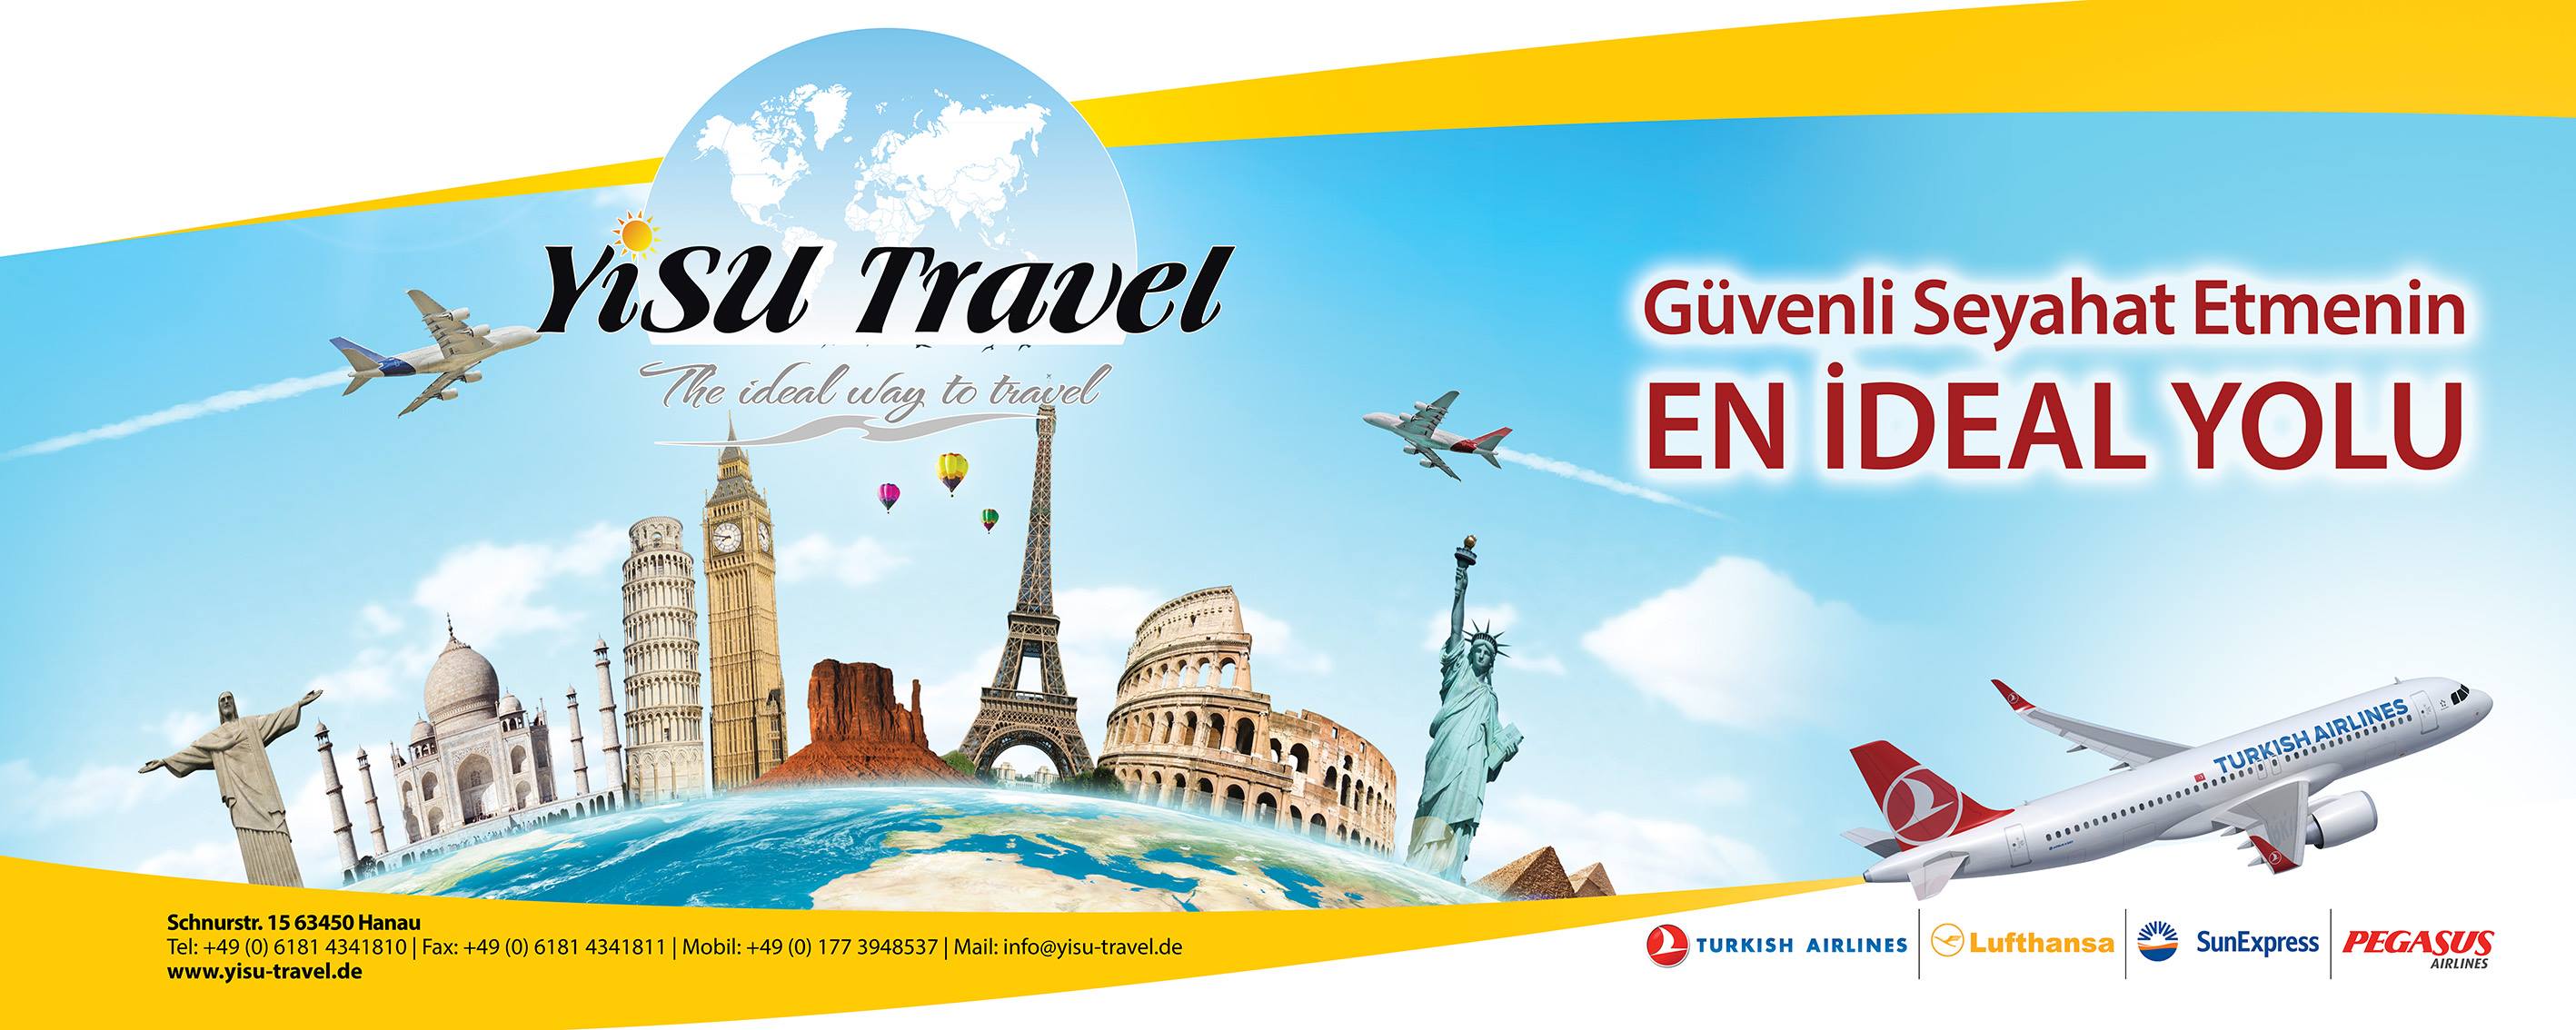 YiSU Travel
The ideal way to travel
Güvenli Seyahat Etmenin
EN İDEAL YOLU
TURKISH AIRLINES
Schnurstr. 15 63450 Hanau
Tel: +49 (0) 6181 4341810 | Fax: +49 (0) 6181 4341811 | Mobil: +49 (0) 177 3948537 | Mail: info@yisu-travel.de
www.yisu-travel.de
TURKISH AIRLINES
Lufthansa
SunExpress
PEGASUS
AIRLINES